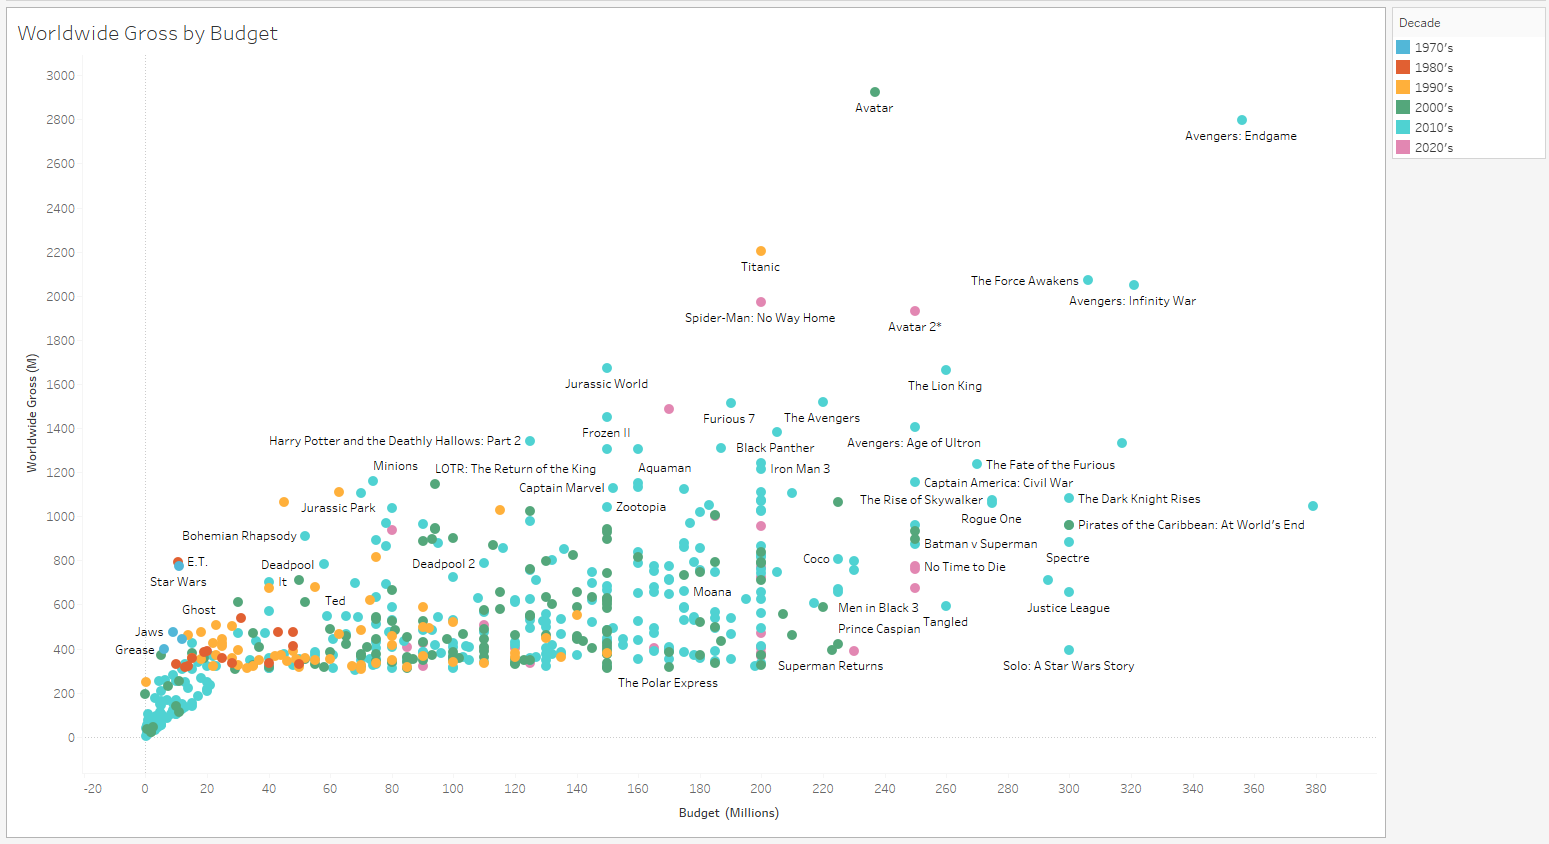 Worldwide Gross by Budget
Decade
1970's
1980's
1990's
2000's
2010's
2020's
Worldwide Gross (M)
3000
2800
2600
2400
2200
2000
1800
1600
1400
1200
1000
800
600
400
200
0
Avatar
Avengers: Endgame
Titanic
The Force Awakens
Avengers: Infinity War
Spider-Man: No Way Home
Avatar 2*
Jurassic World
The Lion King
Furious 7
The Avengers
Frozen II
Harry Potter and the Deathly Hallows: Part 2
Black Panther
Avengers: Age of Ultron
Minions
LOTR: The Return of the King
Aquaman
Iron Man 3
The Fate of the Furious
Captain Marvel
Captain America: Civil War
Jurassic Park
Zootopia
The Rise of Skywalker
The Dark Knight Rises
Rogue One
Pirates of the Caribbean: At World's End
Bohemian Rhapsody
Batman v Superman
E.T.
Deadpool
Deadpool 2
Coco
Spectre
No Time to Die
Star Wars
It
Moana
Ghost
Ted
Men in Black 3
Justice League
Tangled
Jaws
Prince Caspian
Grease
Superman Returns
Solo: A Star Wars Story
The Polar Express
-20
0
20
40
60
80
100
120
140
160
180
200
220
240
260
280
300
320
340
360
380
Budget (Millions)